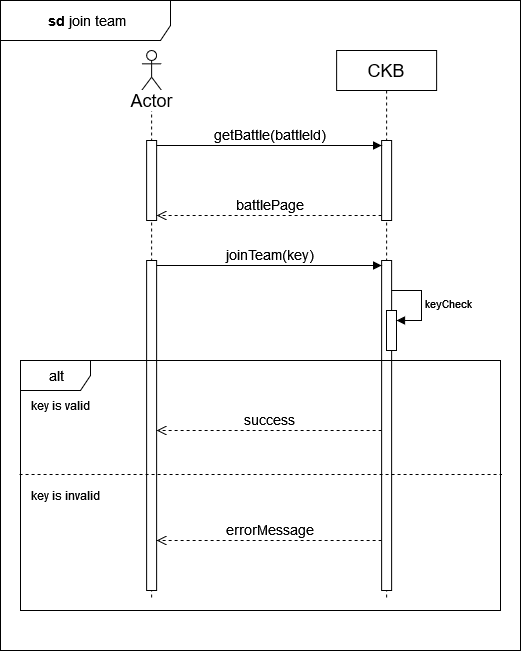 sd join team
Actor
CKB
getBattle(battleId)
battlePage
joinTeam(key)
keyCheck
alt
key is valid
success
key is invalid
errorMessage